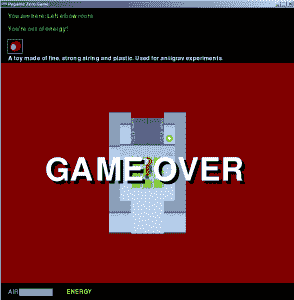 Pygame Zero Game
You are here: Left elbow room
You're out of energy!
A toy made of fine, strong string and plastic. Used for antigrav experiments.
GAME OVER
AIR
ENERGY